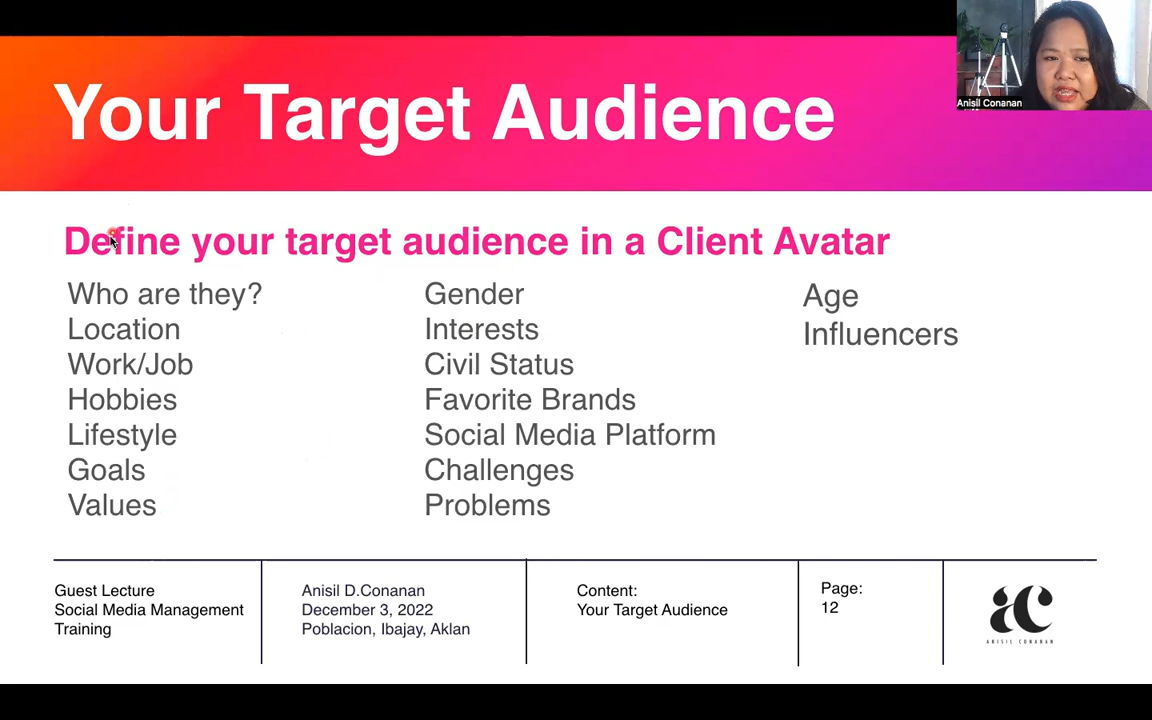 Your Target Audience
Anisil Conanan
Define your target audience in a Client Avatar
Who are they?
Location
Work/Job
Hobbies
Lifestyle
Goals
Values
Gender
Interests
Civil Status
Favorite Brands
Social Media Platform
Challenges
Problems
Age
Influencers
Guest Lecture
Social Media Management
Training
Anisil D.Conanan
December 3, 2022
Poblacion, Ibajay, Aklan
Content:
Your Target Audience
Page:
12
ac
ANISIL CONANAN